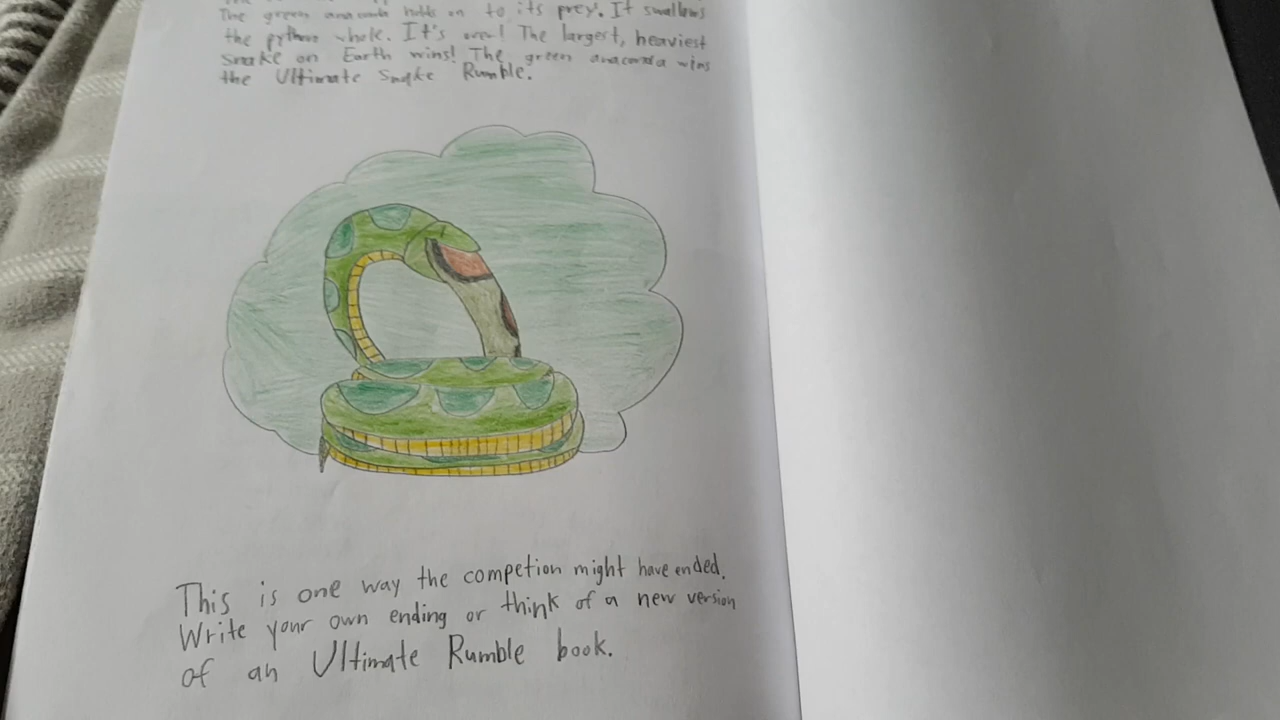 The green anaconda holds on to its prey. It swallows
the python whole. It's over! The largest, heaviest
snake on Earth wins! The green anaconda wins
the Ultimate Snake Rumble.
This is one way the competion might have ended.
Write your own ending or think of a new version
of an Ultimate Rumble book.